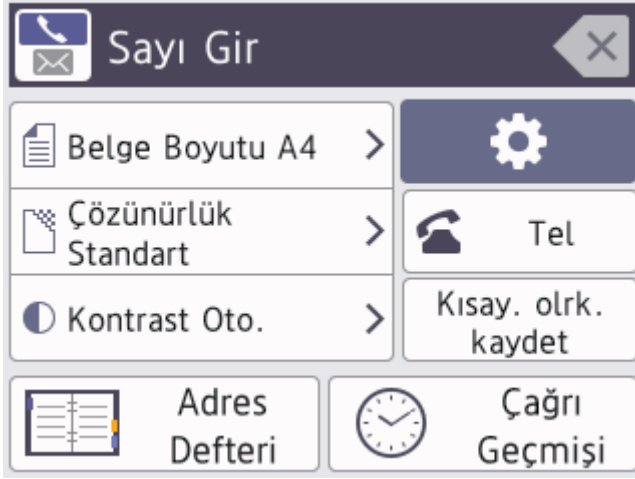 Sayı Gir
Belge Boyutu A4
Çözünürlük
Standart
Tel
Kontrast Oto.
Kısay. olrk.
kaydet
Adres
Defteri
Çağrı
Geçmişi